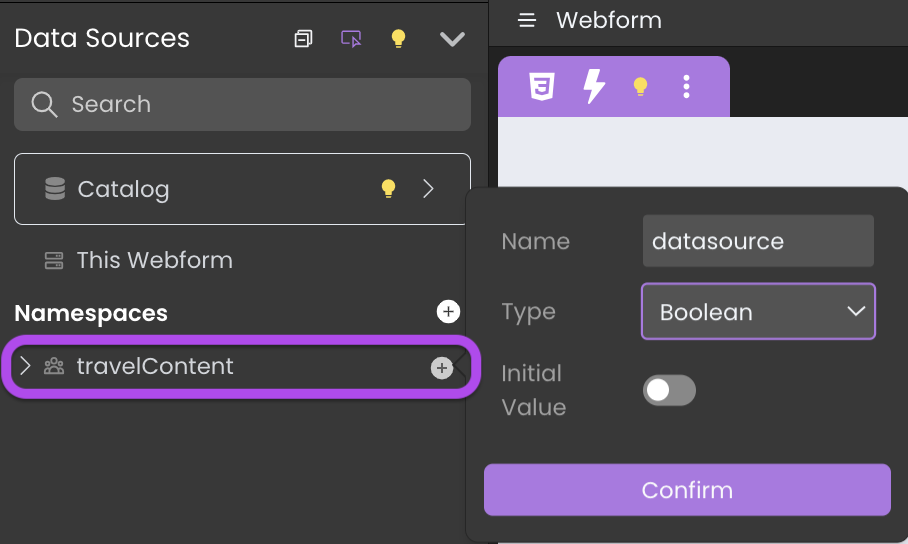 Data Sources
Webform
Search
Catalog
This Webform
Namespaces
travelContent
Name
datasource
Type
Boolean
Initial
Value
Confirm